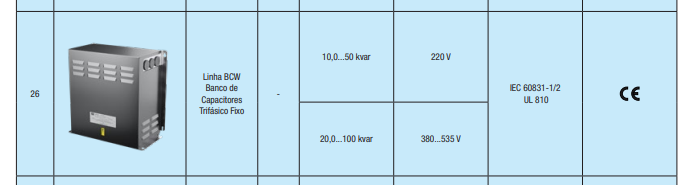 26
Linha BCW
Banco de
Capacitores
Trifásico Fixo
-
10,0...50 kvar
220 V
20,0...100 kvar
380...535 V
IEC 60831-1/2
UL 810
CE